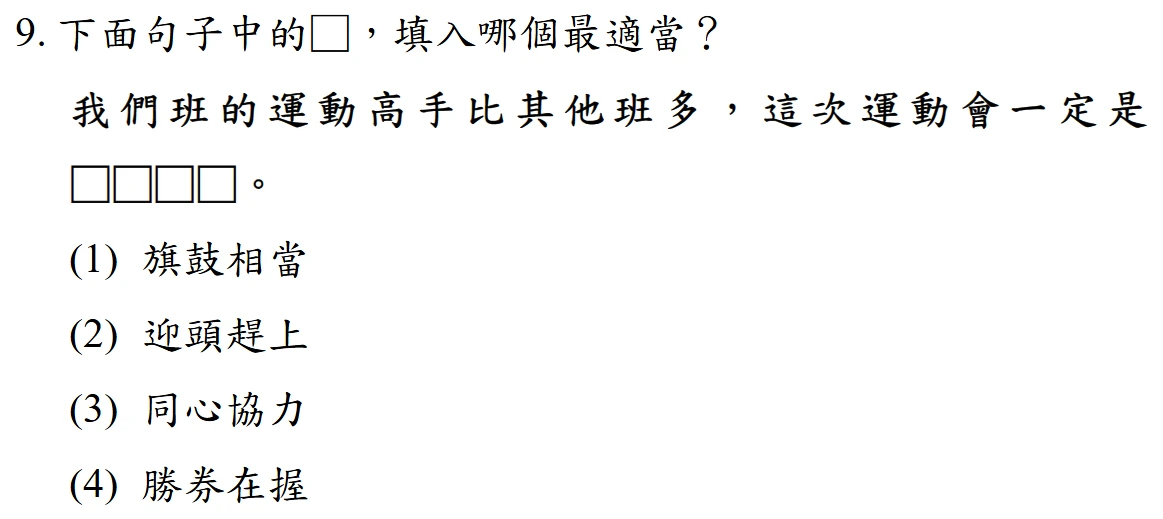 9. 下面句子中的□，填入哪個最適當？
我們班的運動高手比其他班多，這次運動會一定是
□□□□。
(1) 旗鼓相當
(2) 迎頭趕上
(3) 同心協力
(4) 勝券在握